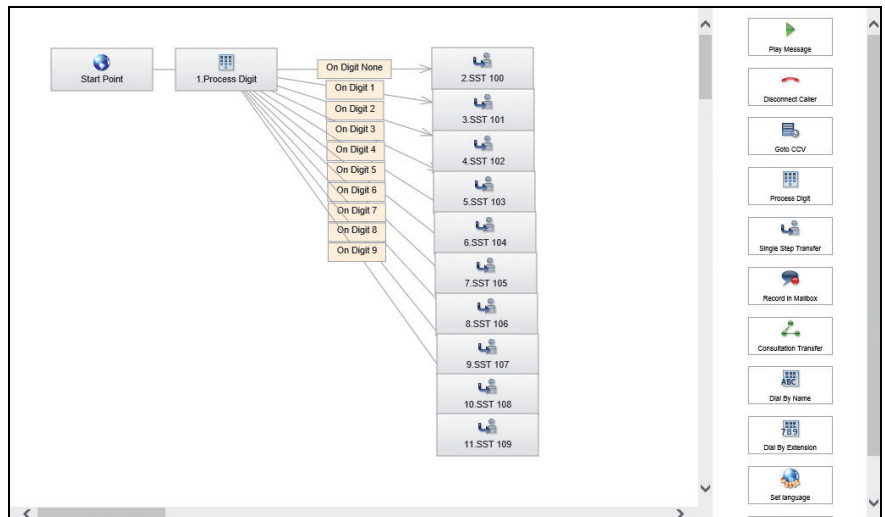 Start Point
1.Process Digit
On Digit None
On Digit 1
On Digit 2
On Digit 3
On Digit 4
On Digit 5
On Digit 6
On Digit 7
On Digit 8
On Digit 9
2.SST 100
3.SST 101
4.SST 102
5.SST 103
6.SST 104
7.SST 105
8.SST 106
9.SST 107
10.SST 108
11.SST 109
Play Message
Disconnect Caller
Goto CCV
Process Digit
Single Step Transfer
Record In Mailbox
Consultation Transfer
ABC
Dial By Name
789
Dial By Extension
Set language